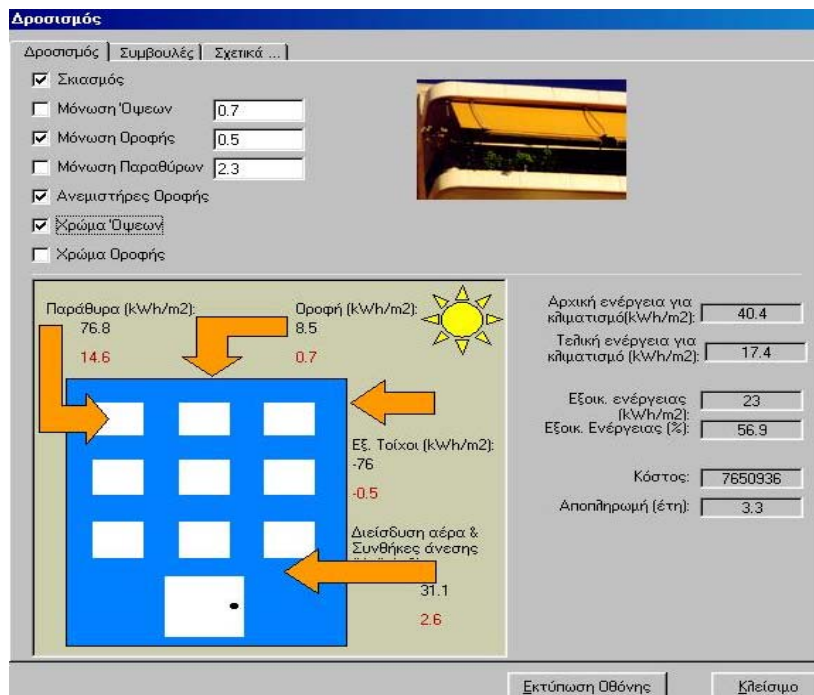 Δροσισμός
Δροσισμός Συμβουλές Σχετικά ...
Σκιασμός
Μόνωση Όψεων 0.7
Μόνωση Οροφής 0.5
Μόνωση Παραθύρων 2.3
Ανεμιστήρες Οροφής
Χρώμα Όψεων
Χρώμα Οροφής
Παράθυρα (kWh/m2):
76.8
14.6
Οροφή (kWh/m2):
8.5
0.7
Εξ. Τοίχοι (kWh/m2):
-76
-0.5
Διείσδυση αέρα &
Συνθήκες άνεσης
31.1
2.6
Αρχική ενέργεια για
κλιματισμό(kWh/m2): 40.4
Τελική ενέργεια για
κλιματισμό (kWh/m2): 17.4
Εξοικ. ενέργειας
(kWh/m2): 23
Εξοικ. Ενέργειας (%): 56.9
Κόστος: 7650936
Αποπληρωμή (έτη): 3.3
Εκτύπωση Οθόνης Κλείσιμο